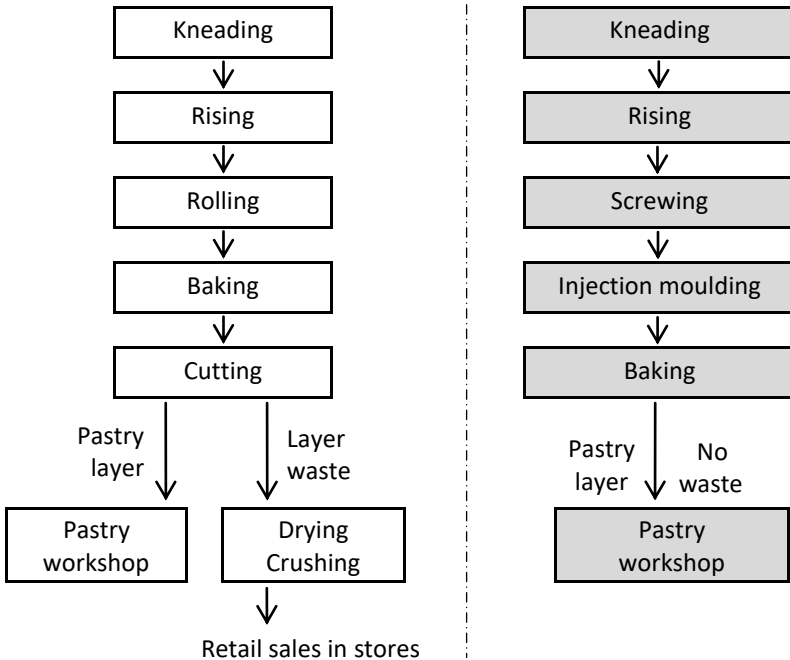 Kneading
Rising
Rolling
Baking
Cutting
Pastry
layer
Layer
waste
Pastry
workshop
Drying
Crushing
Retail sales in stores
Kneading
Rising
Screwing
Injection moulding
Baking
Pastry
layer
No
waste
Pastry
workshop